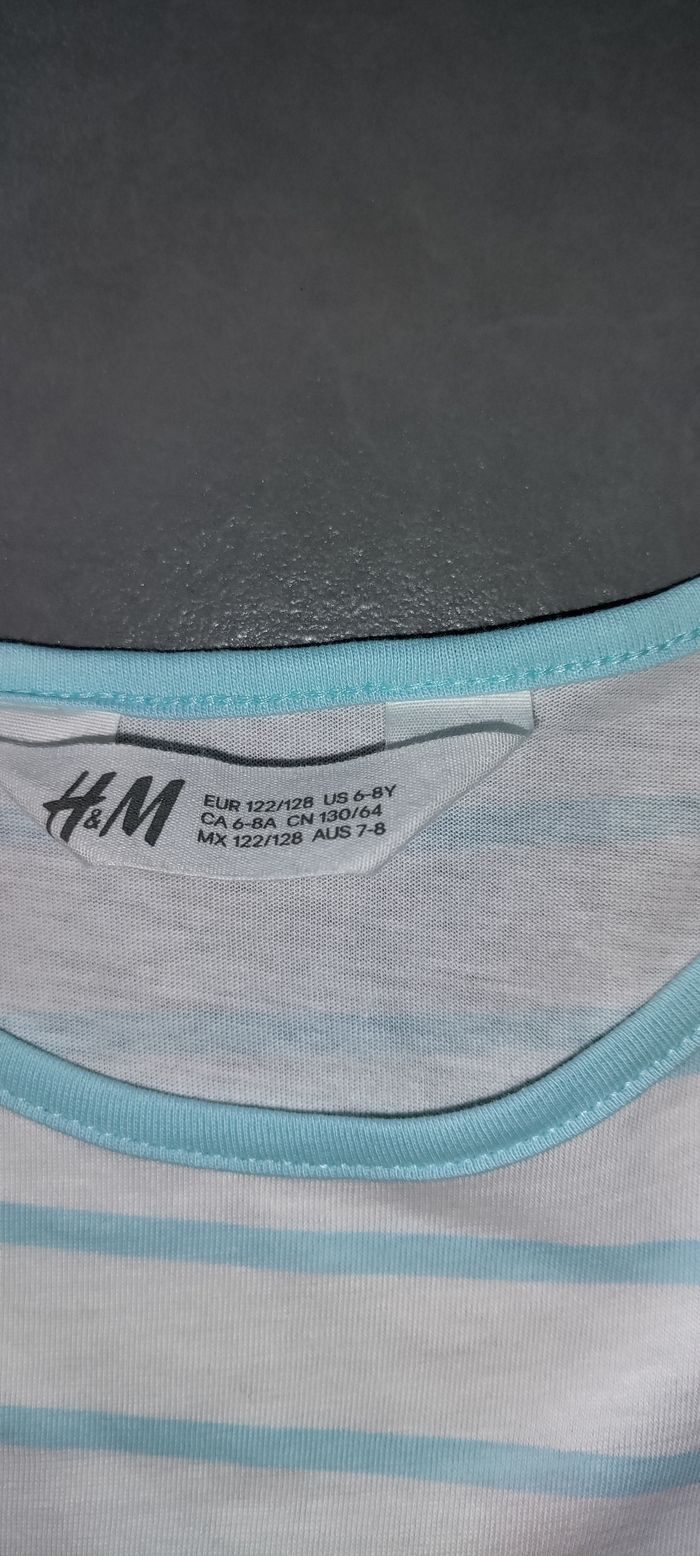 H&M
EUR 122/128 US 6-8Y
CA 6-8A CN 130/64
MX 122/128 AUS 7-8